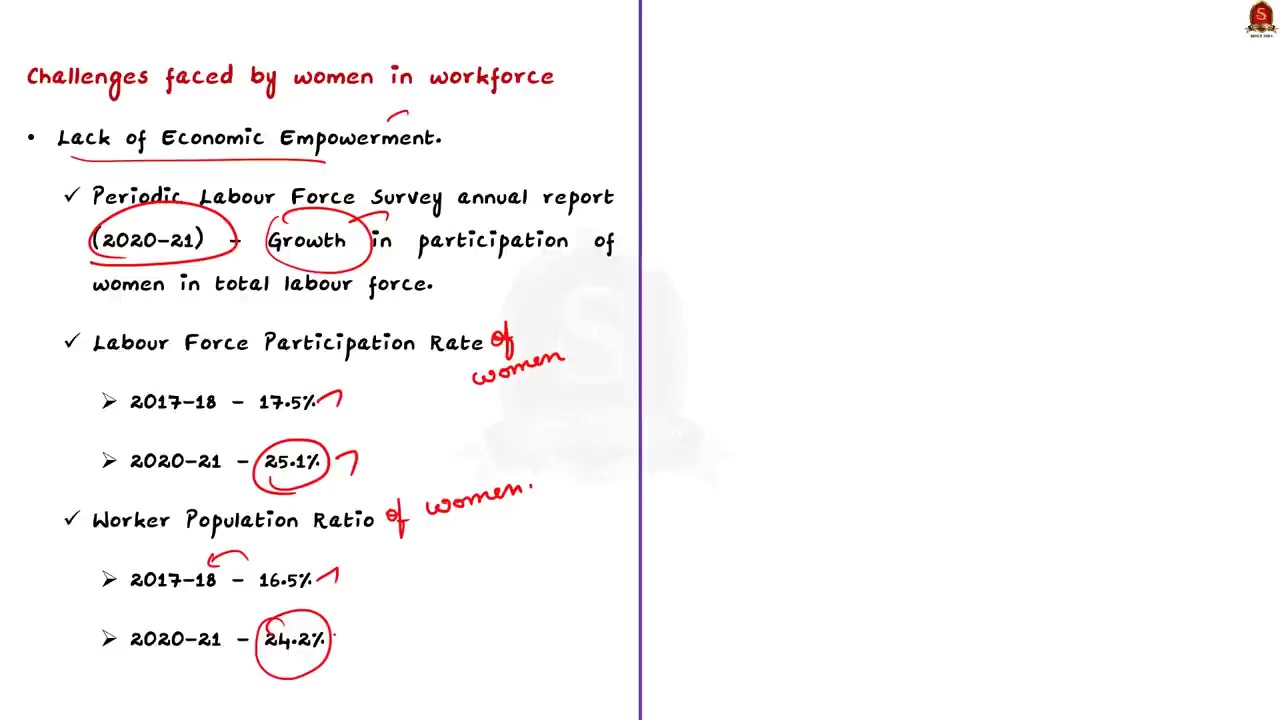 Challenges faced by women in workforce
• Lack of Economic Empowerment.
✓ Periodic Labour Force Survey annual report
(2020-21) - Growth in participation of
women in total labour force.
✓ Labour Force Participation Rate of
women
➢ 2017-18 - 17.5%
➢ 2020-21 - 25.1%
✓ Worker Population Ratio of women.
➢ 2017-18 - 16.5%
➢ 2020-21 - 24.2%